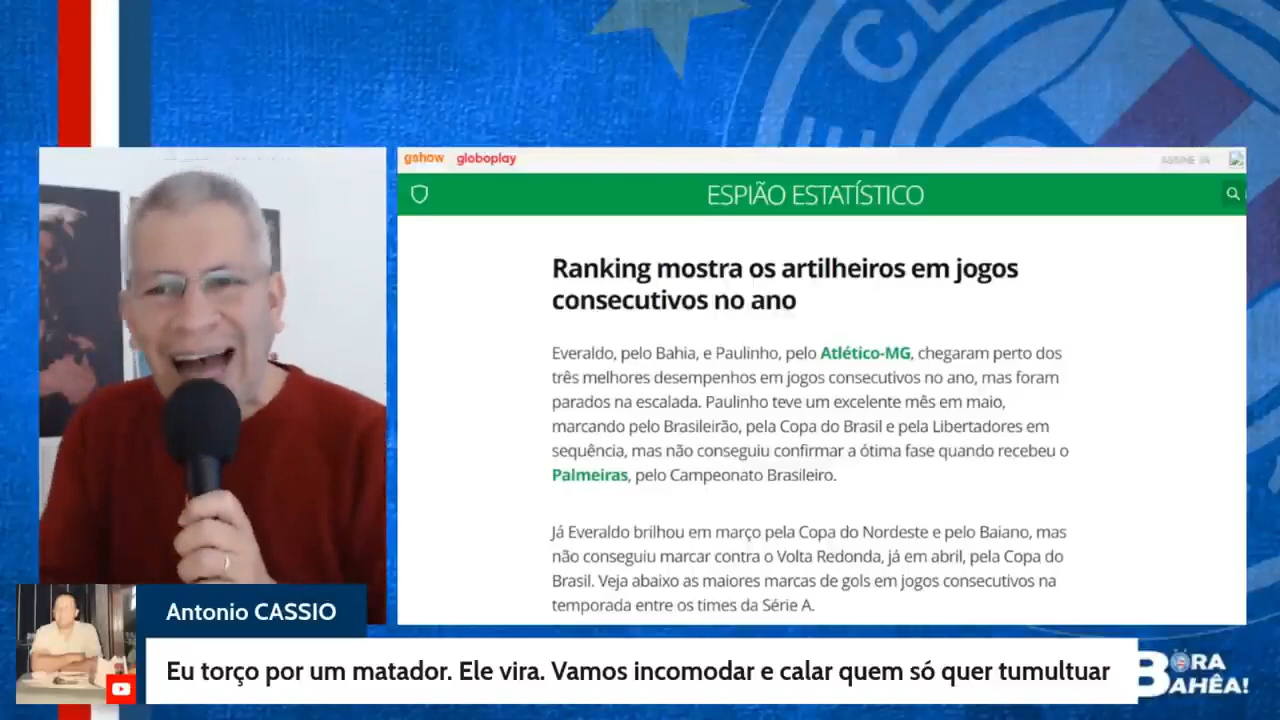 gshow globoplay
ESPIÃO ESTATÍSTICO
Ranking mostra os artilheiros em jogos
consecutivos no ano
Everaldo, pelo Bahia, e Paulinho, pelo Atlético-MG, chegaram perto dos
três melhores desempenhos em jogos consecutivos no ano, mas foram
parados na escalada. Paulinho teve um excelente mês em maio,
marcando pelo Brasileirão, pela Copa do Brasil e pela Libertadores em
sequência, mas não conseguiu confirmar a ótima fase quando recebeu o
Palmeiras, pelo Campeonato Brasileiro.
Já Everaldo brilhou em março pela Copa do Nordeste e pelo Baiano, mas
não conseguiu marcar contra o Volta Redonda, já em abril, pela Copa do
Brasil. Veja abaixo as maiores marcas de gols em jogos consecutivos na
temporada entre os times da Série A.
Antonio CASSIO
Eu torço por um matador. Ele vira. Vamos incomodar e calar quem só quer tumultuar
BORA
BAHÊA!